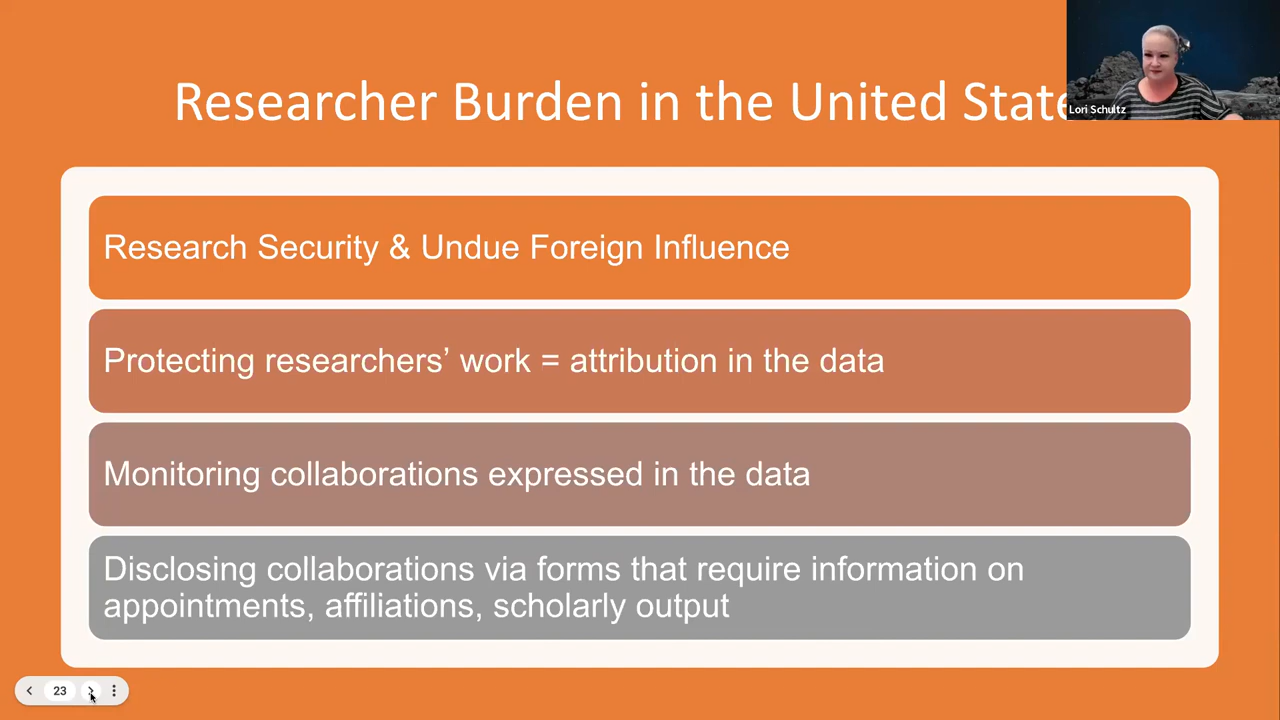 Researcher Burden in the United State
Lori Schultz
Research Security & Undue Foreign Influence
Protecting researchers’ work = attribution in the data
Monitoring collaborations expressed in the data
Disclosing collaborations via forms that require information on
appointments, affiliations, scholarly output
23